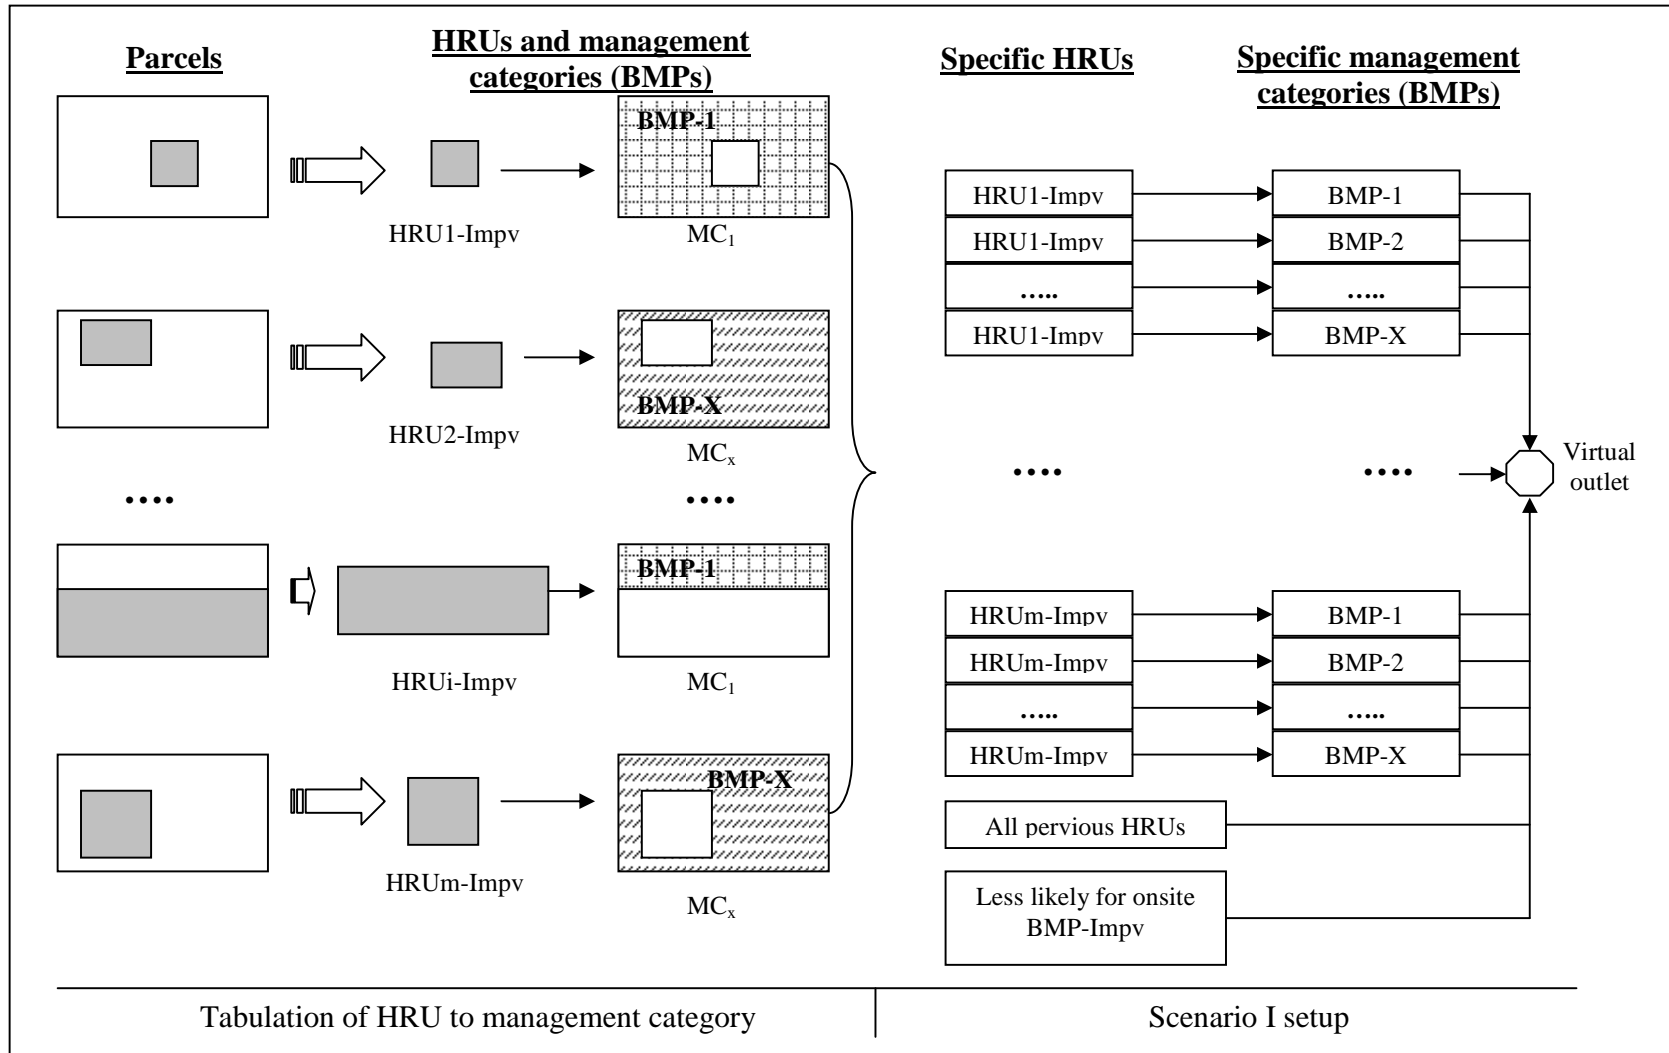 Parcels
HRUs and management
categories (BMPs)
BMP-1
HRU1-Impv
MC1
BMP-X
HRU2-Impv
MCx
....
....
BMP-1
HRUi-Impv
MC1
BMP-X
HRUm-Impv
MCx
Tabulation of HRU to management category
Specific HRUs
Specific management
categories (BMPs)
HRU1-Impv
BMP-1
HRU1-Impv
BMP-2
.....
.....
HRU1-Impv
BMP-X
....
....
Virtual
outlet
HRUm-Impv
BMP-1
HRUm-Impv
BMP-2
.....
.....
HRUm-Impv
BMP-X
All pervious HRUs
Less likely for onsite
BMP-Impv
Scenario I setup